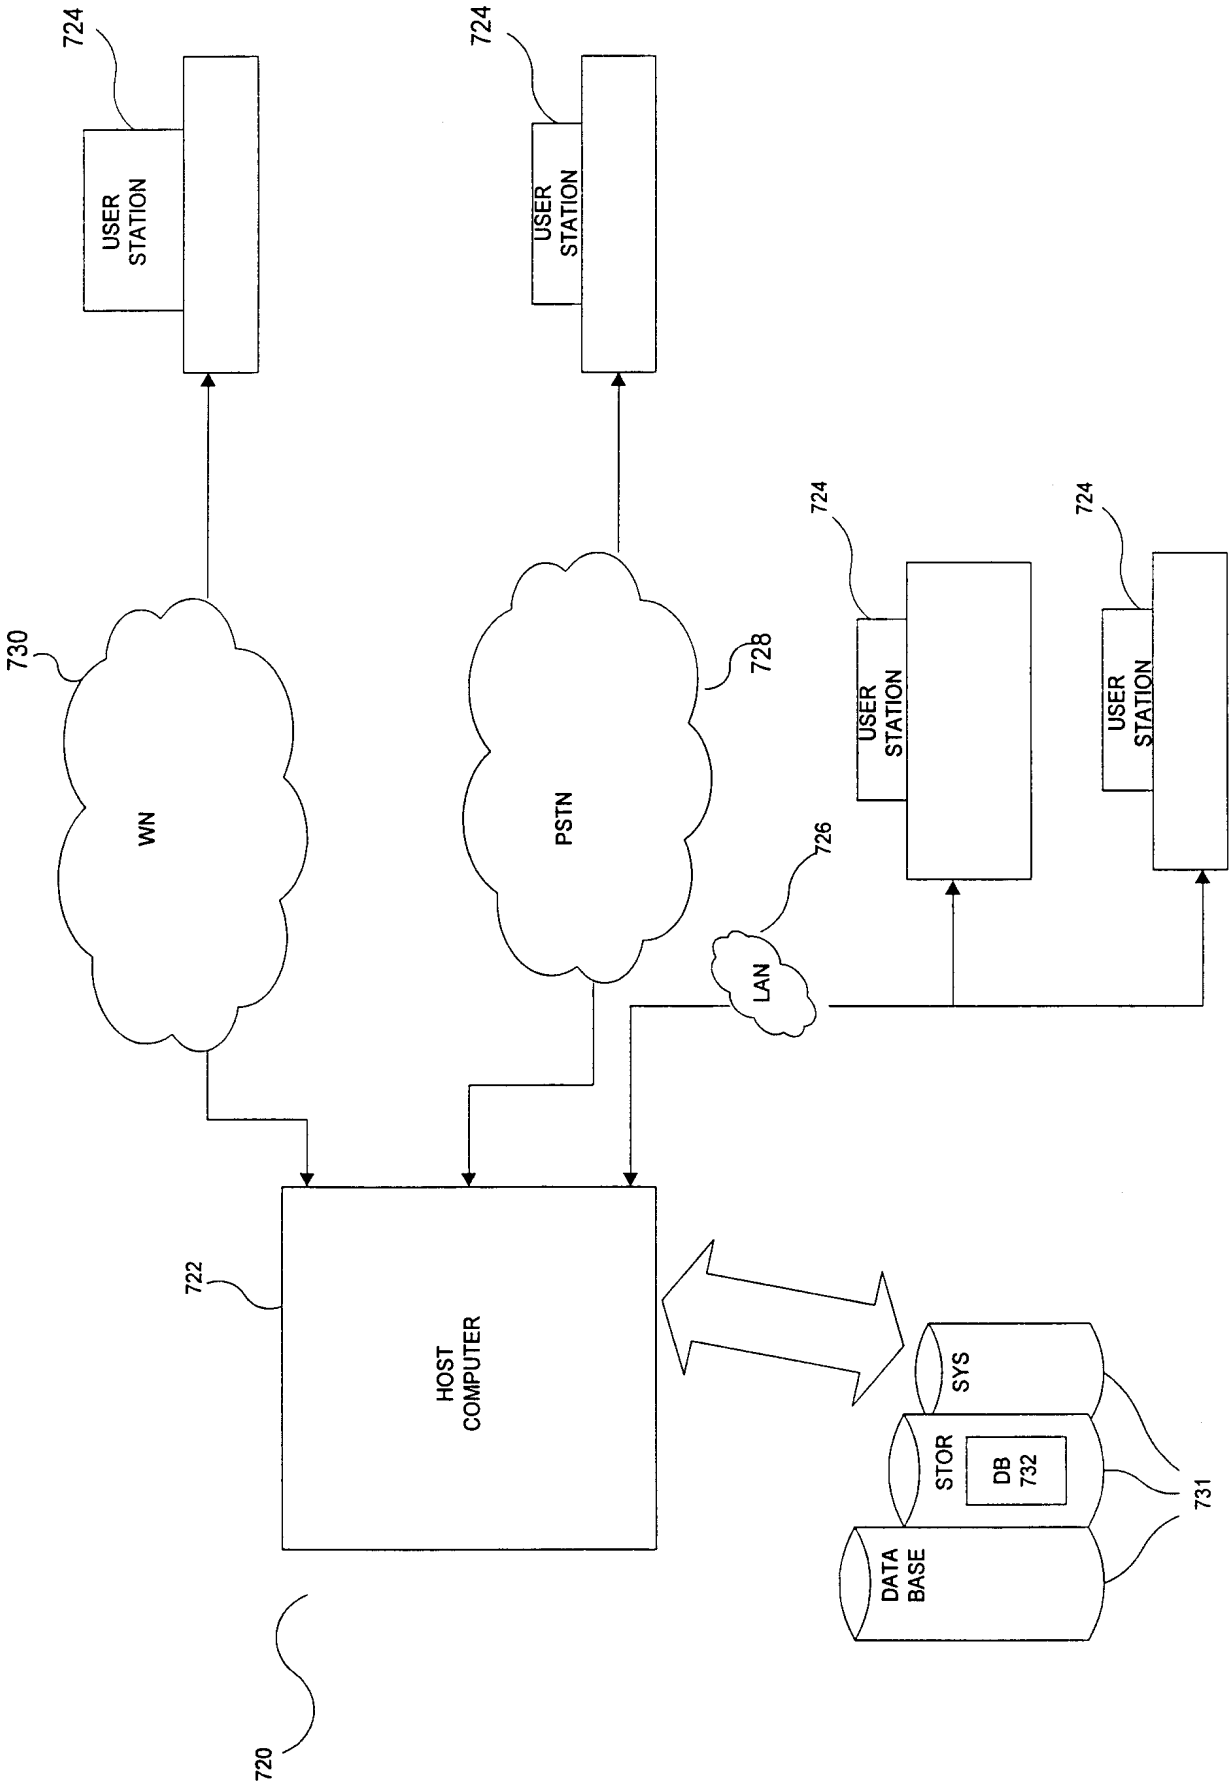 724
USER
STATION
730
WN
724
USER
STATION
PSTN
728
724
USER
STATION
724
USER
STATION
726
LAN
722
HOST
COMPUTER
SYS
STOR
DB
732
DATA
BASE
731
720